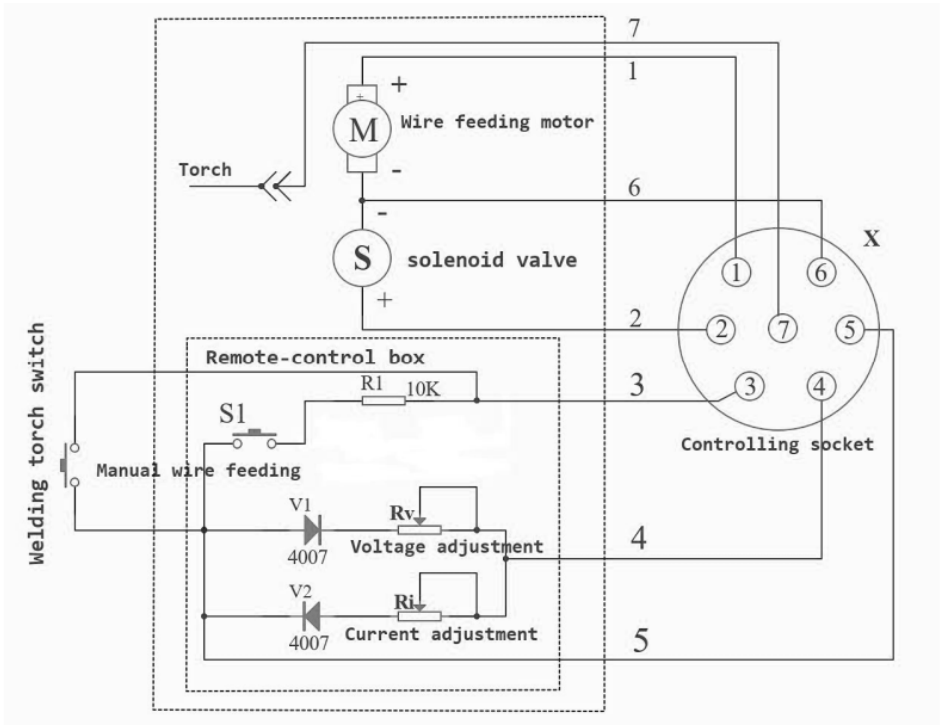 7
1
+
+
M
Wire feeding motor
-
Torch
6
-
S
solenoid valve
+
2
X
1
6
2
7
5
3
4
Controlling socket
Remote-control box
R1
10K
3
S1
Welding torch switch
Manual wire feeding
V1
4007
Rv
Voltage adjustment
4
V2
4007
Ri
Current adjustment
5